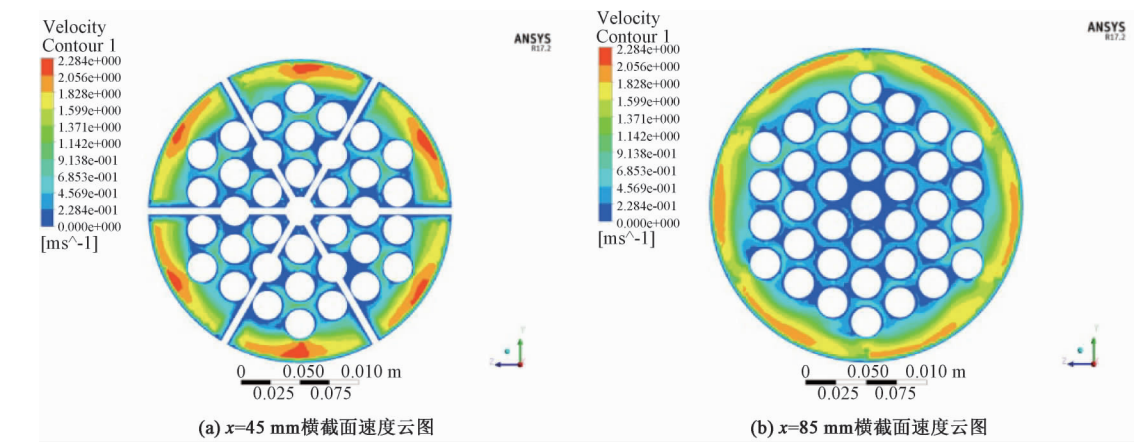 Velocity
Contour 1
2.284e+000
2.056e+000
1.828e+000
1.599e+000
1.371e+000
1.142e+000
9.138e-001
6.853e-001
4.569e-001
2.284e-001
0.000e+000
[ms^-1]
ANSYS
R17.2
Y
Z
0 0.050 0.010 m
0.025 0.075
(a) x=45 mm横截面速度云图
Velocity
Contour 1
2.284e+000
2.056e+000
1.828e+000
1.599e+000
1.371e+000
1.142e+000
9.138e-001
6.853e-001
4.569e-001
2.284e-001
0.000e+000
[ms^-1]
ANSYS
R17.2
Y
Z
0 0.050 0.010 m
0.025 0.075
(b) x=85 mm横截面速度云图